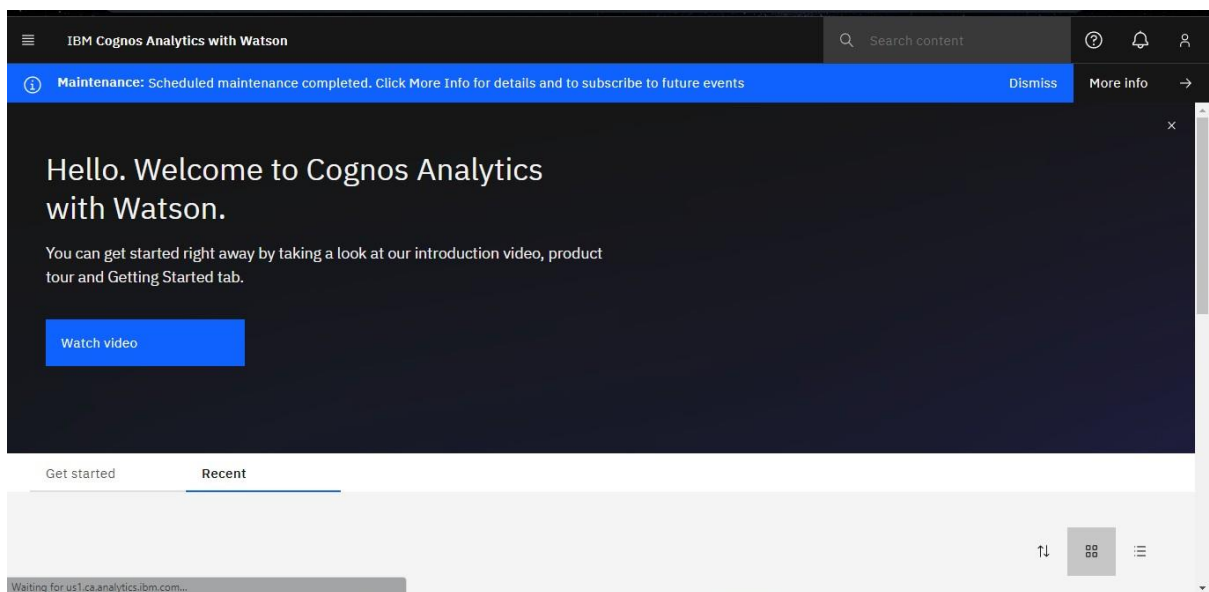 IBM Cognos Analytics with Watson
Search content
Maintenance: Scheduled maintenance completed. Click More Info for details and to subscribe to future events
Dismiss
More info
Hello. Welcome to Cognos Analytics
with Watson.
You can get started right away by taking a look at our introduction video, product
tour and Getting Started tab.
Watch video
Get started
Recent
Waiting for us1.ca.analytics.ibm.com...